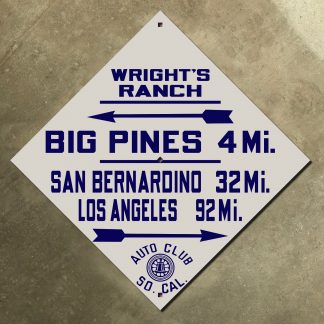 WRIGHT'S
RANCH
BIG PINES 4 Mi.
SAN BERNARDINO 32 Mi.
LOS ANGELES 92 Mi.
AUTO CLUB
SO. CAL.